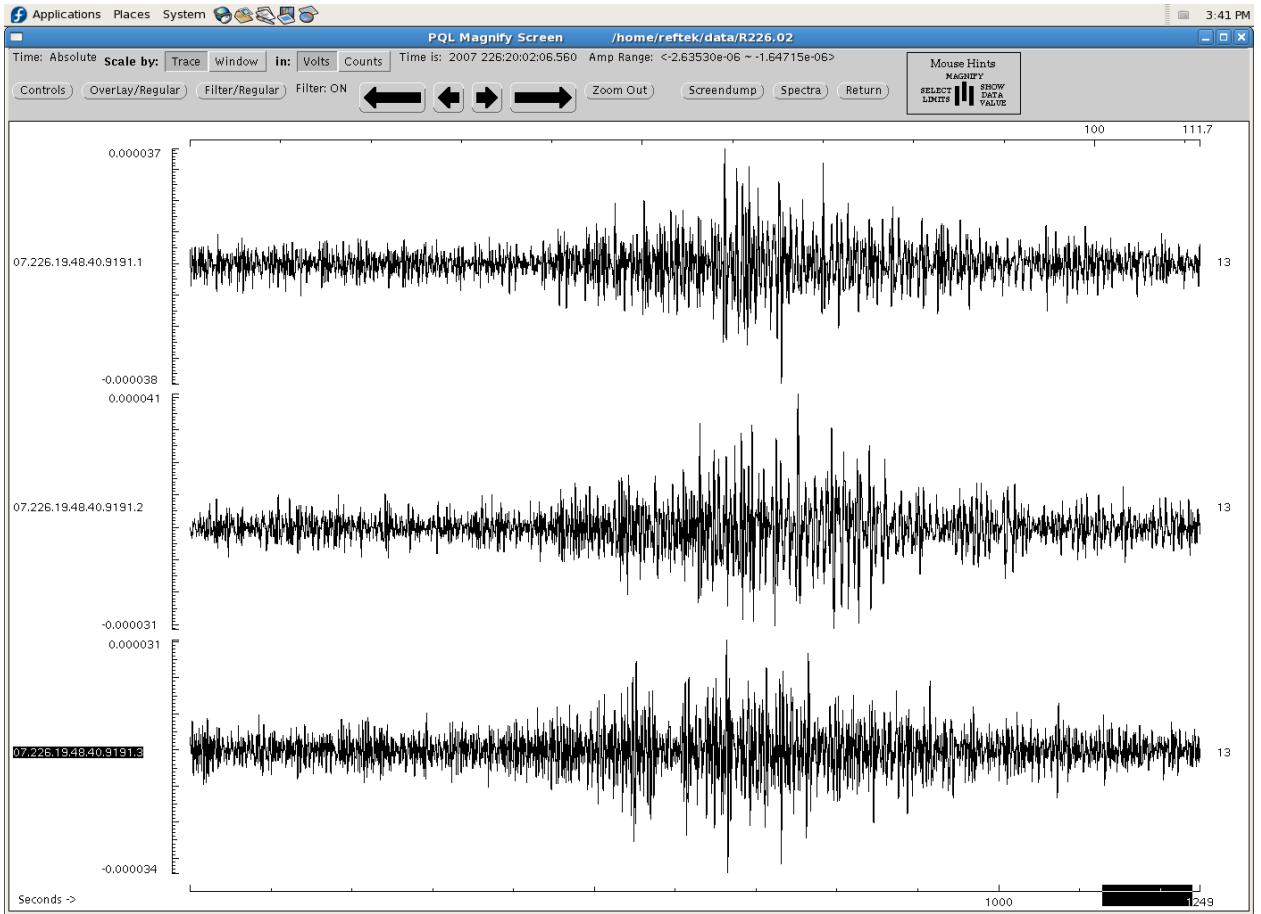 Applications Places System 3:41 PM
PQL Magnify Screen /home/reftek/data/R226.02
Time: Absolute Scale by: Trace Window in: Volts Counts Time is: 2007 226:20:02:06.560 Amp Range: <-2.63530e-06 ~ -1.64715e-06>
Controls OverLay/Regular Filter/Regular Filter: ON Zoom Out Screendump Spectra Return
Mouse Hints
MAGNIFY
SELECT LIMITS
SHOW DATA VALUE
100 111.7
0.000037
07.226.19.48.40.9191.1 13
-0.000038
0.000041
07.226.19.48.40.9191.2 13
-0.000031
0.000031
07.226.19.48.40.9191.3 13
-0.000034
Seconds -> 1000 1249